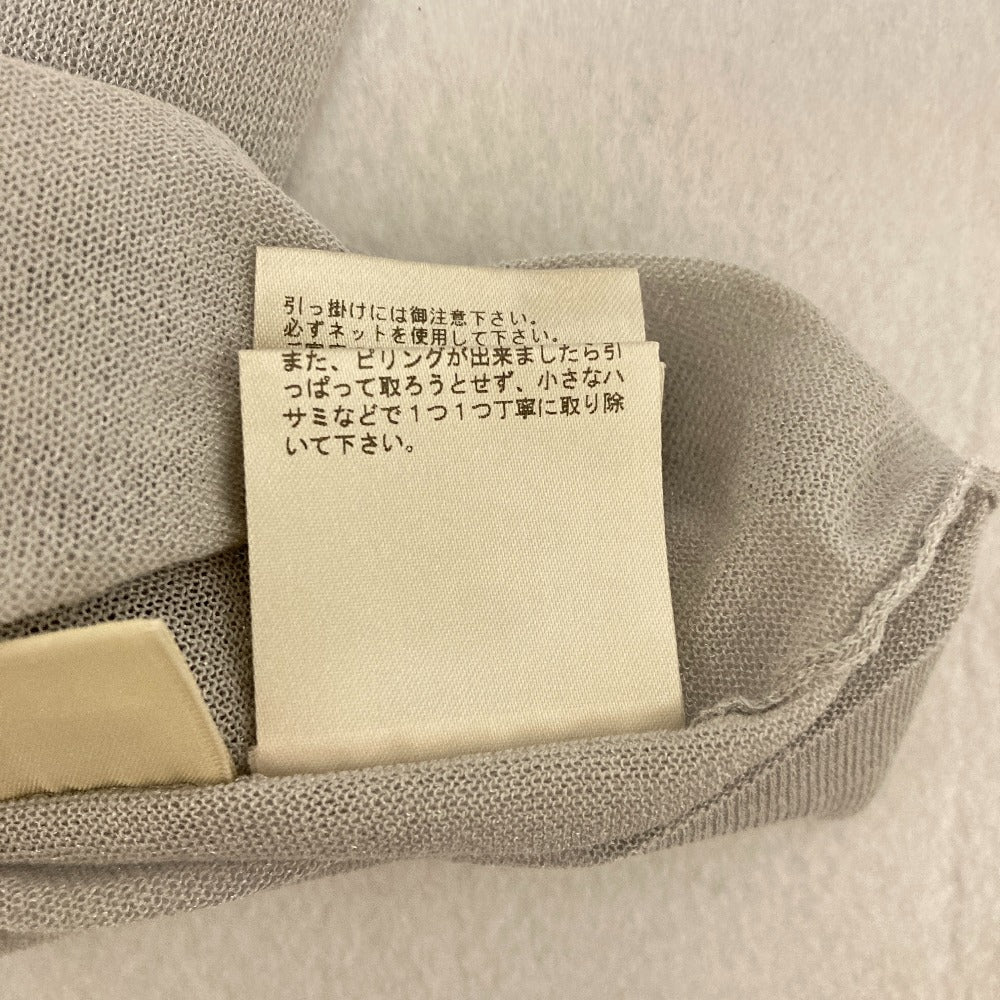 引っ掛けには御注意下さい。
必ずネットを使用して下さい。
また、ピリングが出来ましたら引
っぱって取ろうとせず、小さなハ
サミなどで１つ１つ丁寧に取り除
いて下さい。